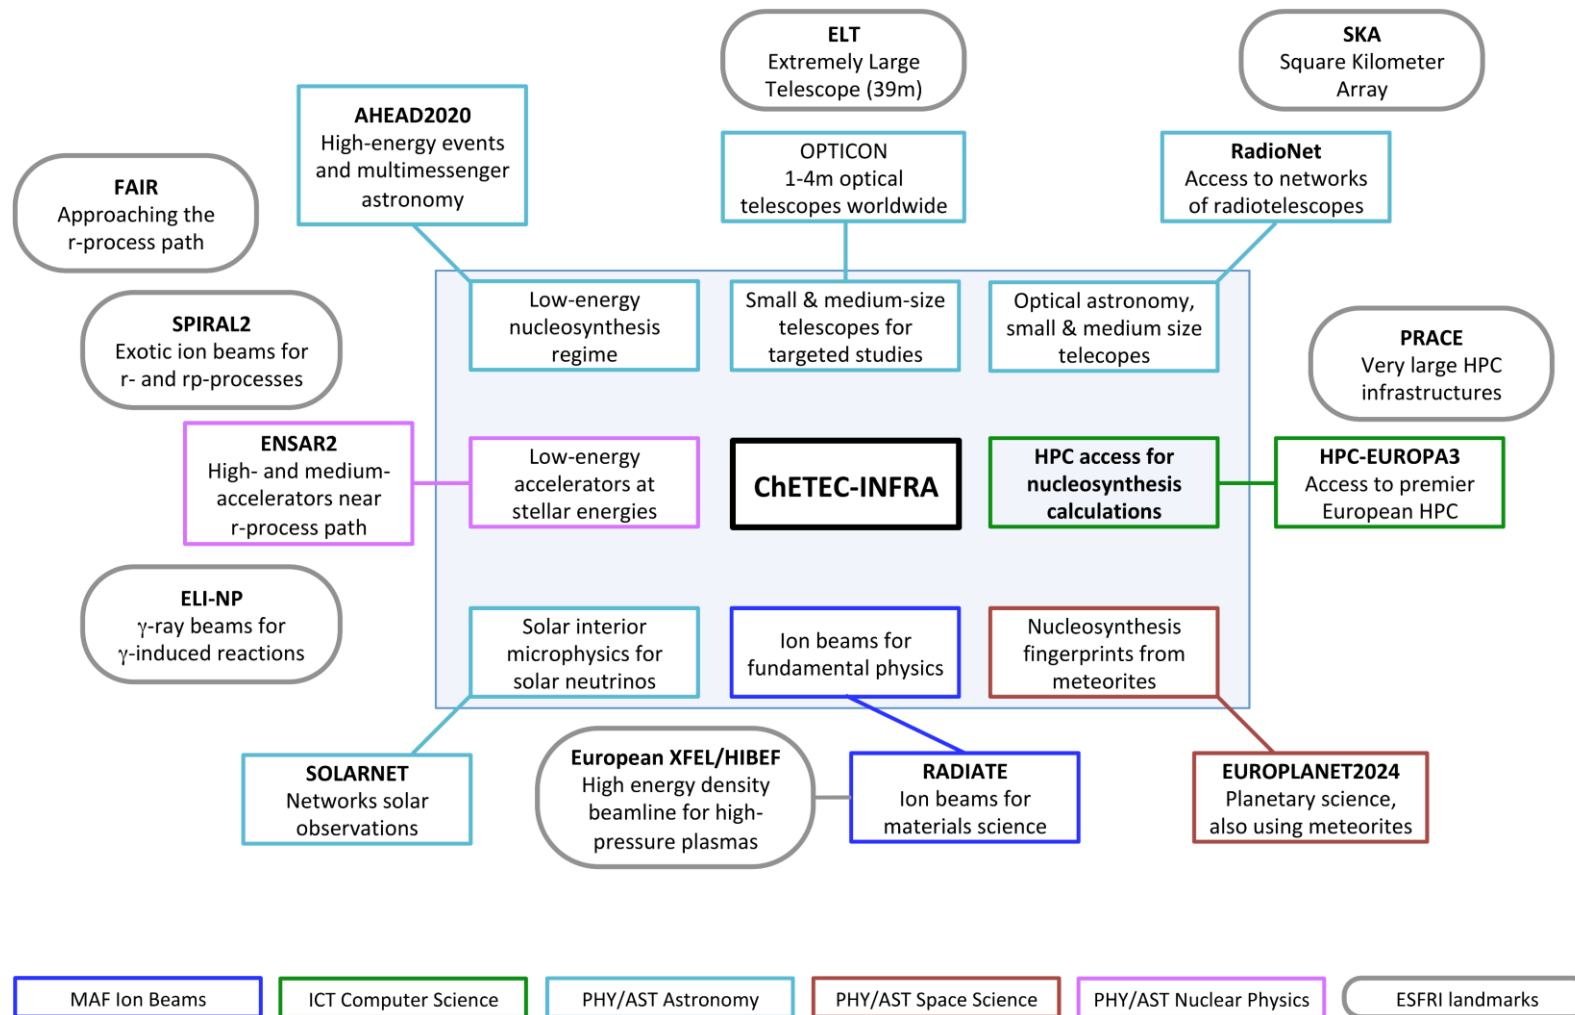 ELT
Extremely Large
Telescope (39m)
SKA
Square Kilometer
Array
AHEAD2020
High-energy events
and multimessenger
astronomy
OPTICON
1-4m optical
telescopes worldwide
RadioNet
Access to networks
of radiotelescopes
FAIR
Approaching the
r-process path
SPIRAL2
Exotic ion beams for
r- and rp-processes
Low-energy
nucleosynthesis
regime
Small & medium-size
telescopes for
targeted studies
Optical astronomy,
small & medium size
telecopes
PRACE
Very large HPC
infrastructures
ENSAR2
High- and medium-
accelerators near
r-process path
Low-energy
accelerators at
stellar energies
ChETEC-INFRA
HPC access for
nucleosynthesis
calculations
HPC-EUROPA3
Access to premier
European HPC
ELI-NP
γ-ray beams for
γ-induced reactions
Solar interior
microphysics for
solar neutrinos
Ion beams for
fundamental physics
Nucleosynthesis
fingerprints from
meteorites
SOLARNET
Networks solar
observations
European XFEL/HIBEF
High energy density
beamline for high-
pressure plasmas
RADIATE
Ion beams for
materials science
EUROPLANET2024
Planetary science,
also using meteorites
MAF Ion Beams
ICT Computer Science
PHY/AST Astronomy
PHY/AST Space Science
PHY/AST Nuclear Physics
ESFRI landmarks